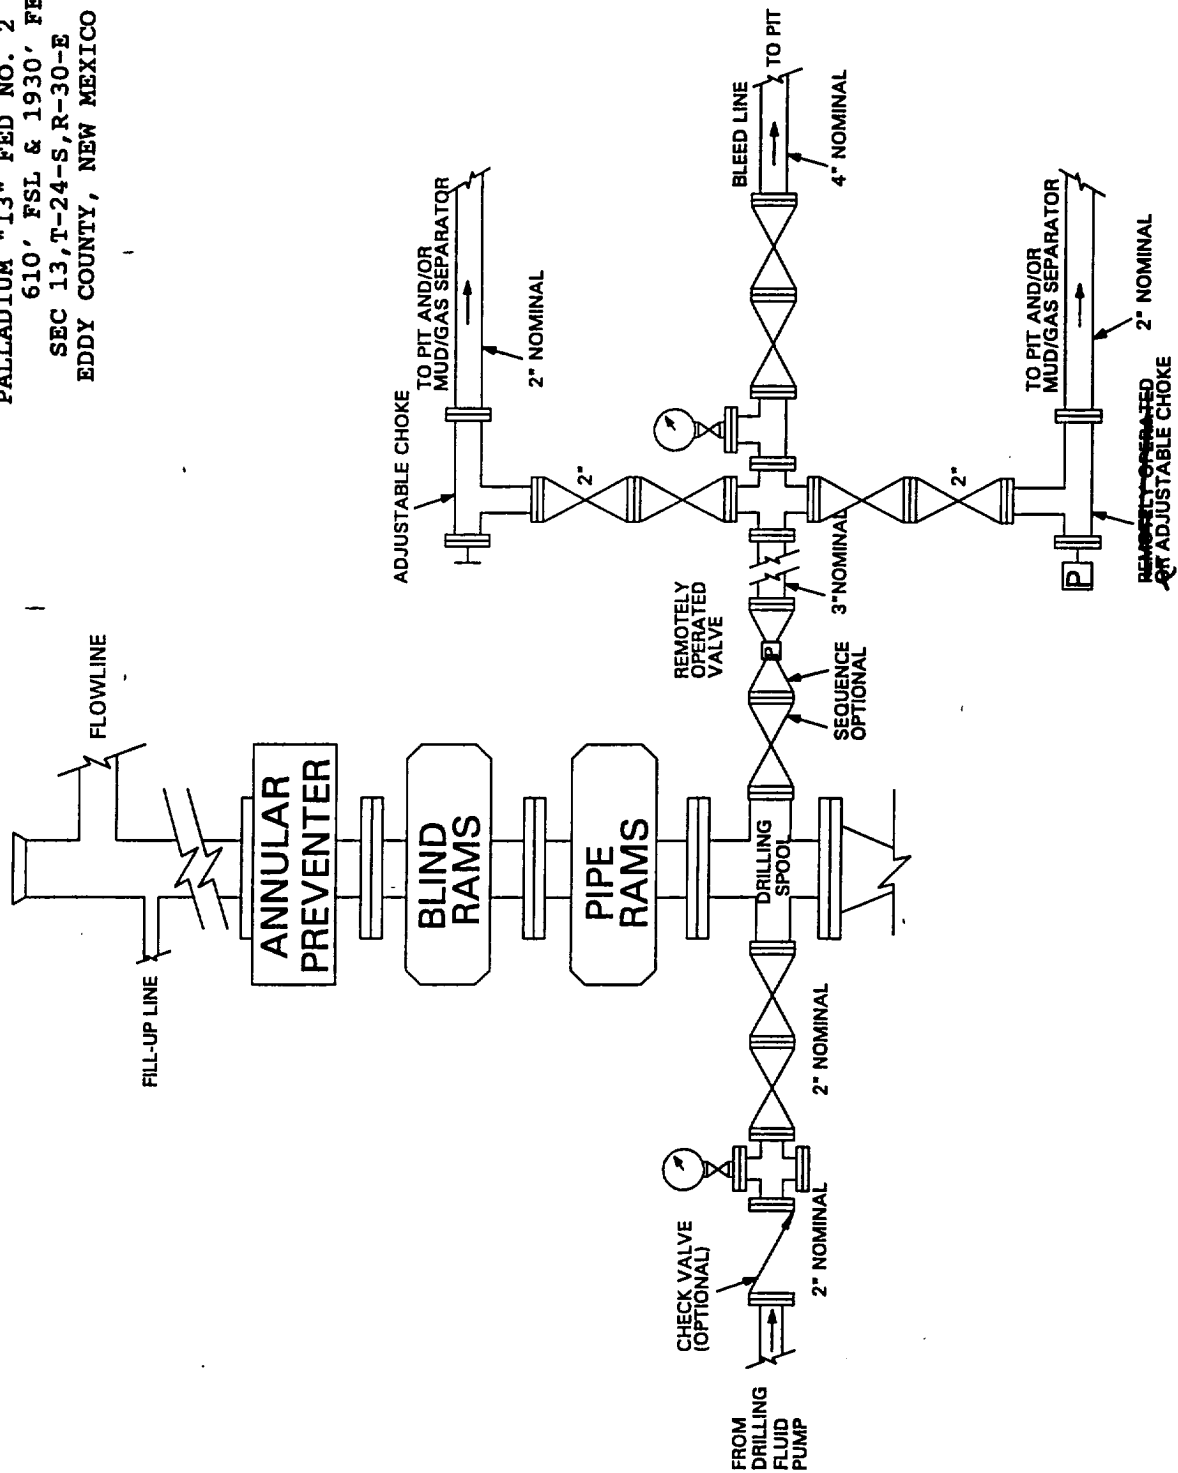 PALLADIUM "13" FED NO. 2
610' FSL & 1930' FE
SEC 13,T-24-S,R-30-E
EDDY COUNTY, NEW MEXICO
FLOWLINE
FILL-UP LINE
ANNULAR
PREVENTER
BLIND
RAMS
PIPE
RAMS
DRILLING
SPOOL
ADJUSTABLE CHOKE
TO PIT AND/OR
MUD/GAS SEPARATOR
2" NOMINAL
2"
BLEED LINE
TO PIT
4" NOMINAL
REMOTELY
OPERATED
VALVE
P
3" NOMINAL
SEQUENCE
OPTIONAL
2"
TO PIT AND/OR
MUD/GAS SEPARATOR
2" NOMINAL
P
REMOTELY OPERATED
OR ADJUSTABLE CHOKE
2" NOMINAL
CHECK VALVE
(OPTIONAL)
2" NOMINAL
FROM
DRILLING
FLUID
PUMP